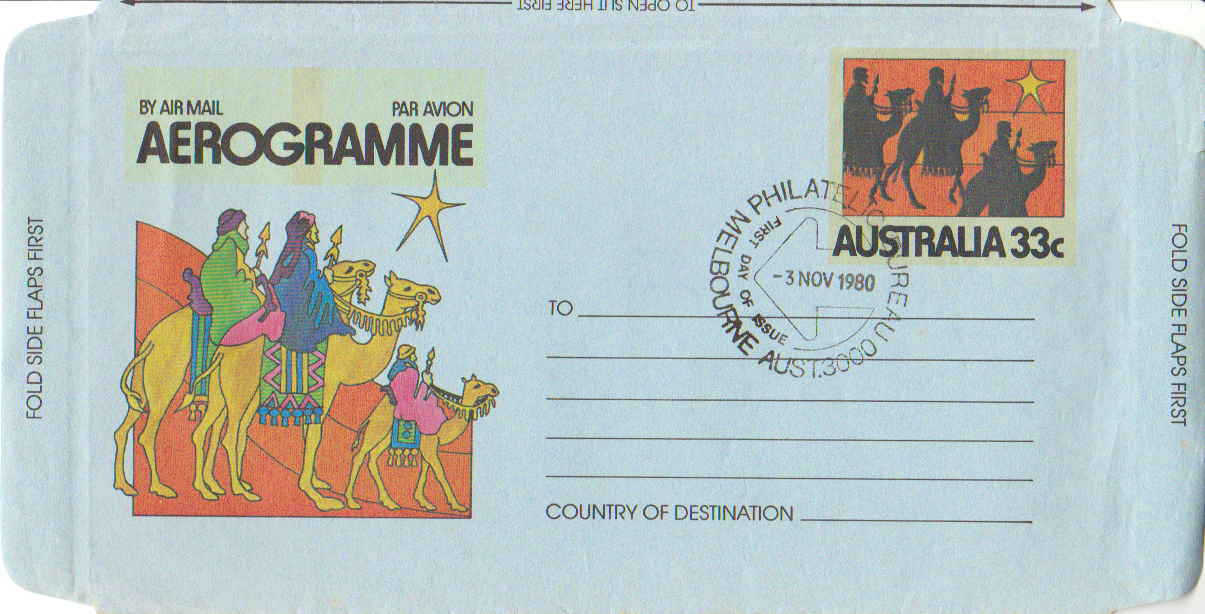 TO OPEN SLIT HERE FIRST
BY AIR MAIL PAR AVION
AEROGRAMME
AUSTRALIA 33c
MELBOURNE PHILATELIC BUREAU AUST.3000
FIRST DAY OF ISSUE
-3 NOV 1980
TO
COUNTRY OF DESTINATION
FOLD SIDE FLAPS FIRST
FOLD SIDE FLAPS FIRST